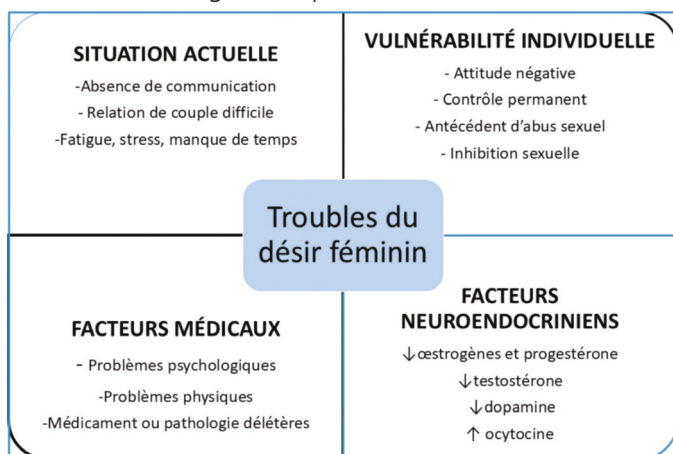 SITUATION ACTUELLE
-Absence de communication
- Relation de couple difficile
-Fatigue, stress, manque de temps
VULNÉRABILITÉ INDIVIDUELLE
- Attitude négative
- Contrôle permanent
- Antécédent d'abus sexuel
- Inhibition sexuelle
Troubles du
désir féminin
FACTEURS MÉDICAUX
- Problèmes psychologiques
-Problèmes physiques
-Médicament ou pathologie délétères
FACTEURS
NEUROENDOCRINIENS
↓œstrogènes et progestérone
↓testostérone
↓dopamine
↑ ocytocine